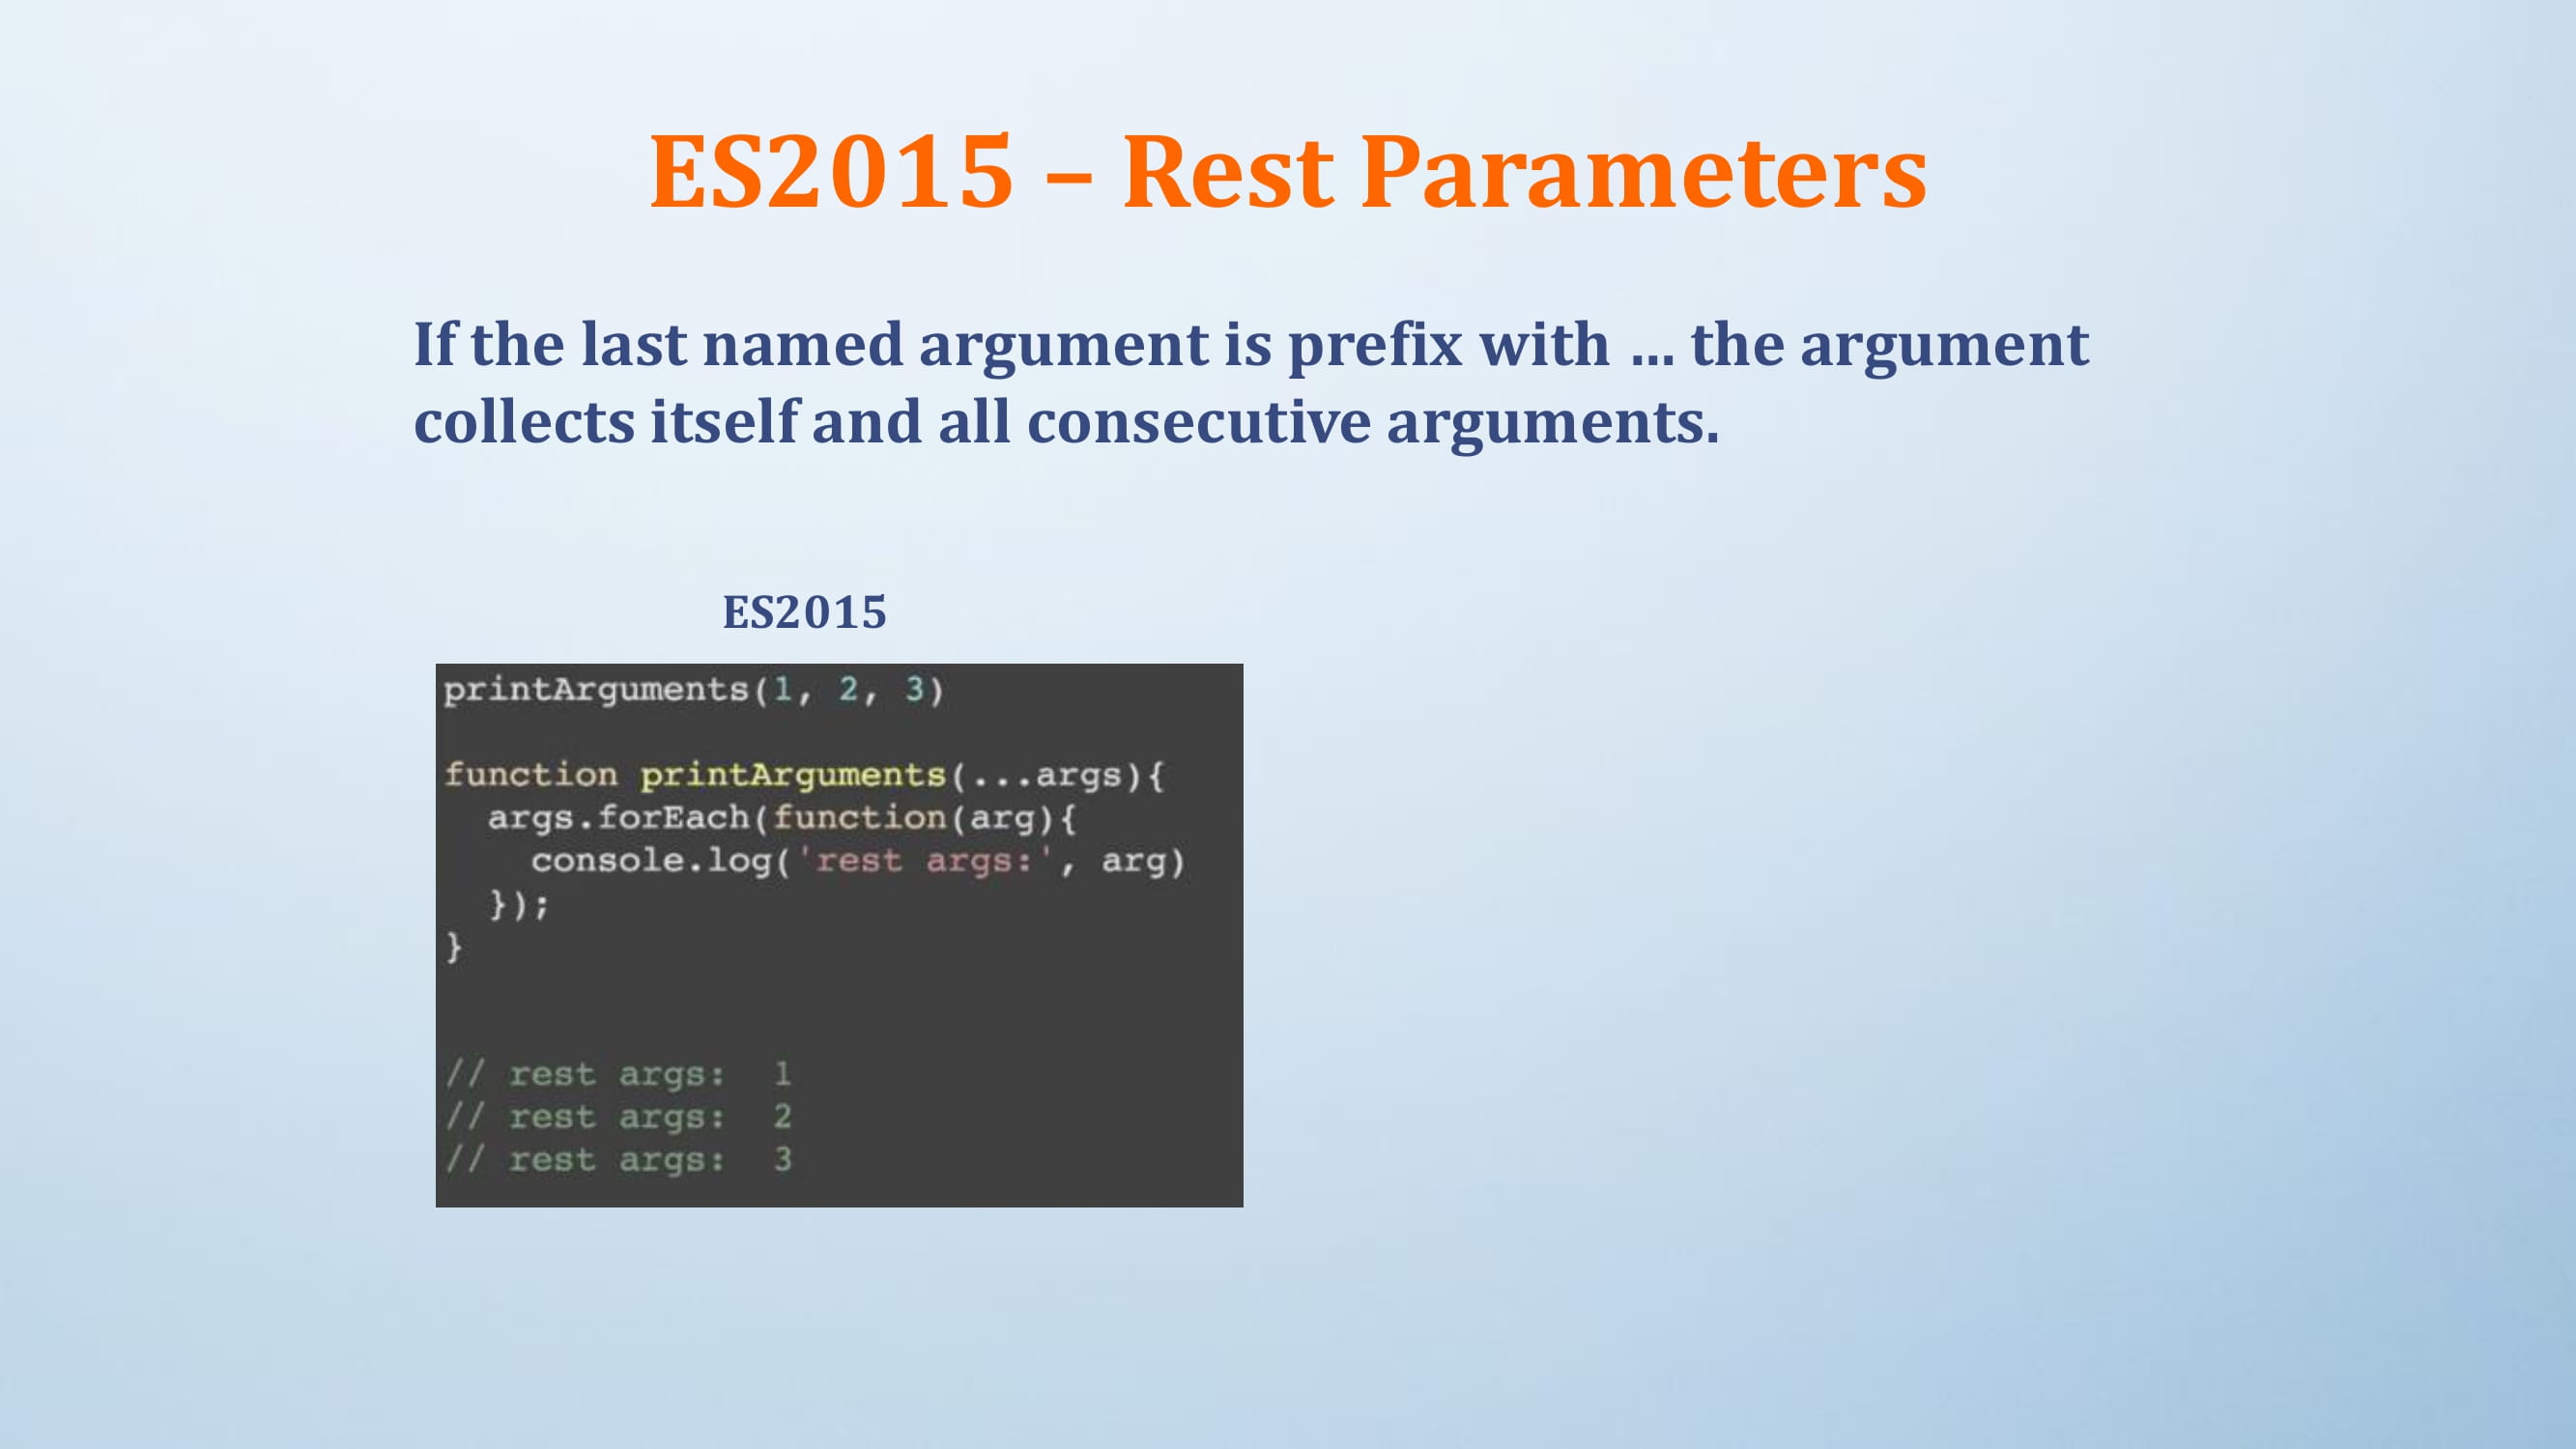 ES2015 – Rest Parameters
If the last named argument is prefix with ... the argument
collects itself and all consecutive arguments.
ES2015
printArguments(1, 2, 3)
function printArguments(...args){
  args.forEach(function(arg){
    console.log('rest args:', arg)
  });
}
// rest args:  1
// rest args:  2
// rest args:  3